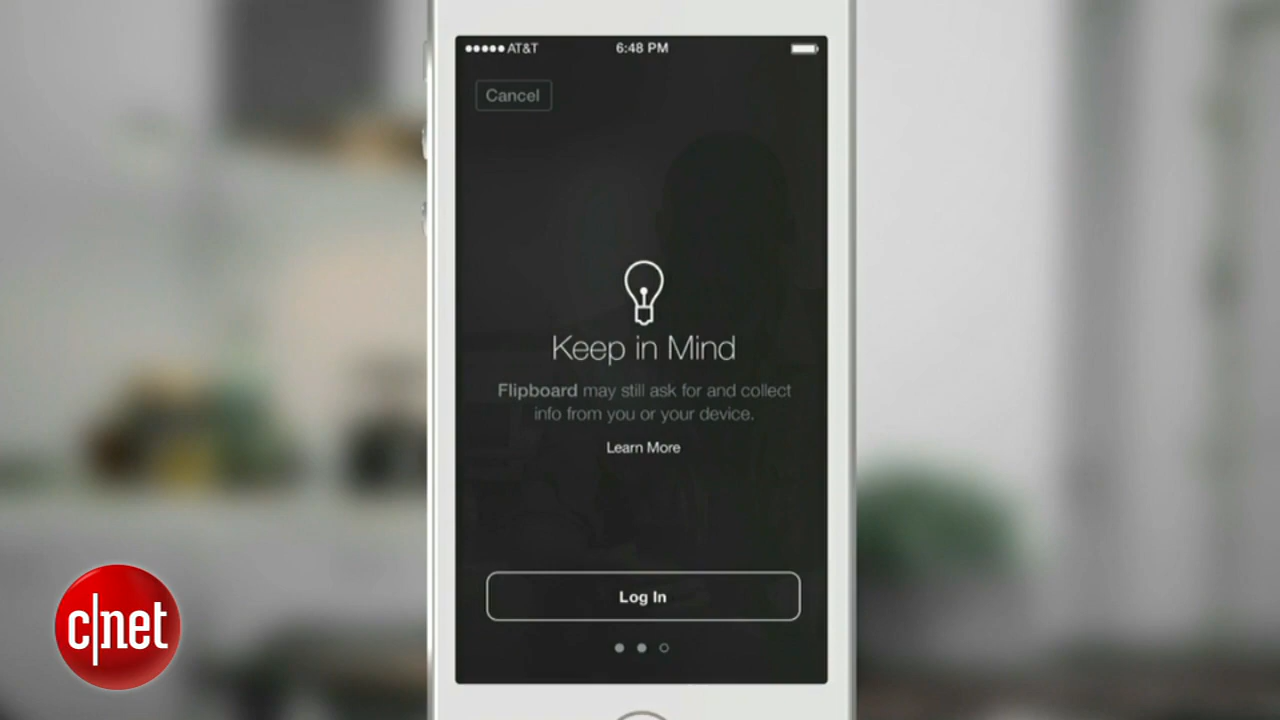 ●●●●● AT&T 6:48 PM
Cancel
Keep in Mind
Flipboard may still ask for and collect
info from you or your device.
Learn More
Log In
c|net